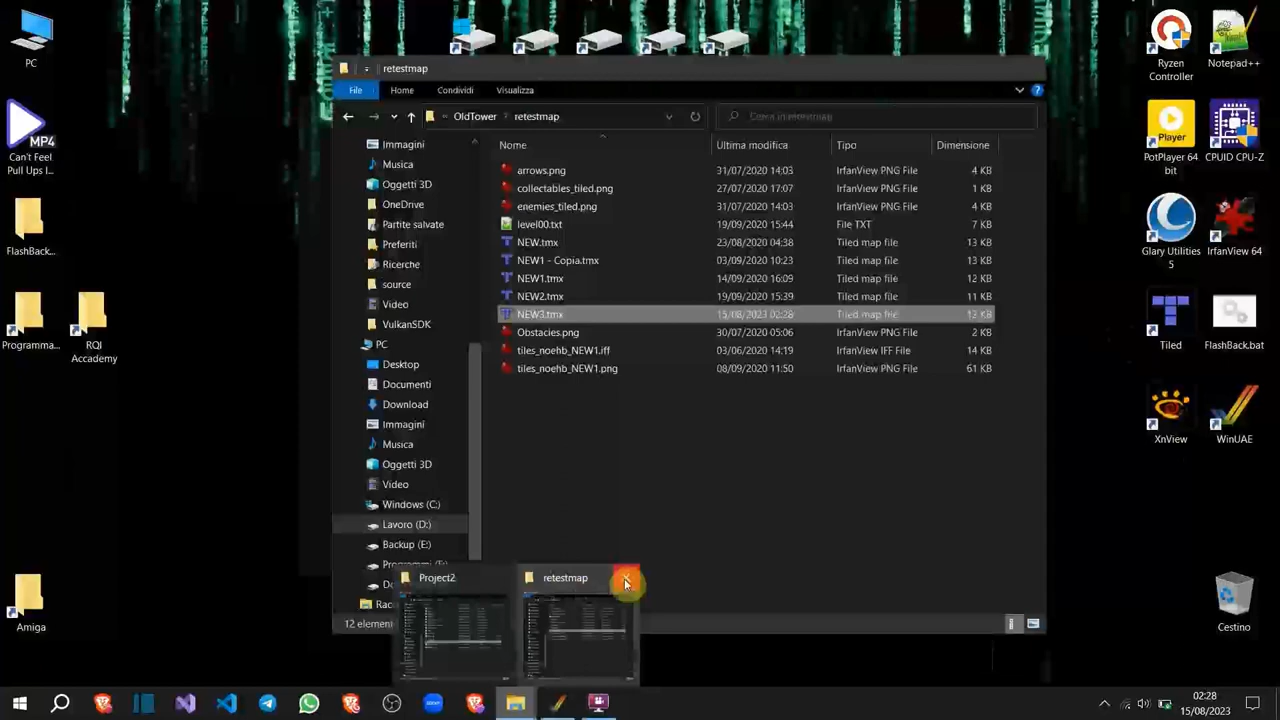 PC
MP4
Can't Feel
Pull Ups I...
FlashBack...
Programma...
RQI
Accademy
Amiga
retestmap
File
Home
Condividi
Visualizza
OldTower
retestmap
Cerca in retestmap
Immagini
Musica
Oggetti 3D
OneDrive
Partite salvate
Preferiti
Ricerche
source
Video
VulkanSDK
PC
Desktop
Documenti
Download
Immagini
Musica
Oggetti 3D
Video
Windows (C:)
Lavoro (D:)
Backup (E:)
12 elementi
Nome Ultima modifica Tipo Dimensione
arrows.png 31/07/2020 14:03 IrfanView PNG File 4 KB
collectables_tiled.png 27/07/2020 17:07 IrfanView PNG File 1 KB
enemies_tiled.png 31/07/2020 14:03 IrfanView PNG File 4 KB
level00.txt 19/09/2020 15:44 File TXT 7 KB
NEW.tmx 23/08/2020 04:38 Tiled map file 13 KB
NEW1 - Copia.tmx 03/09/2020 10:23 Tiled map file 13 KB
NEW1.tmx 14/09/2020 16:09 Tiled map file 13 KB
NEW2.tmx 19/09/2020 15:39 Tiled map file 11 KB
NEW3.tmx 15/08/2023 02:28 Tiled map file 12 KB
Obstacles.png 30/07/2020 05:06 IrfanView PNG File 2 KB
tiles_noehb_NEW1.iff 03/06/2020 14:19 IrfanView IFF File 14 KB
tiles_noehb_NEW1.png 08/09/2020 11:50 IrfanView PNG File 61 KB
Project2
retestmap
Ryzen
Controller
Notepad++
Player
PotPlayer 64
bit
CPUID CPU-Z
Glary Utilities
5
IrfanView 64
Tiled
FlashBack.bat
XnView
WinUAE
Cestino
zoom
02:28
15/08/2023